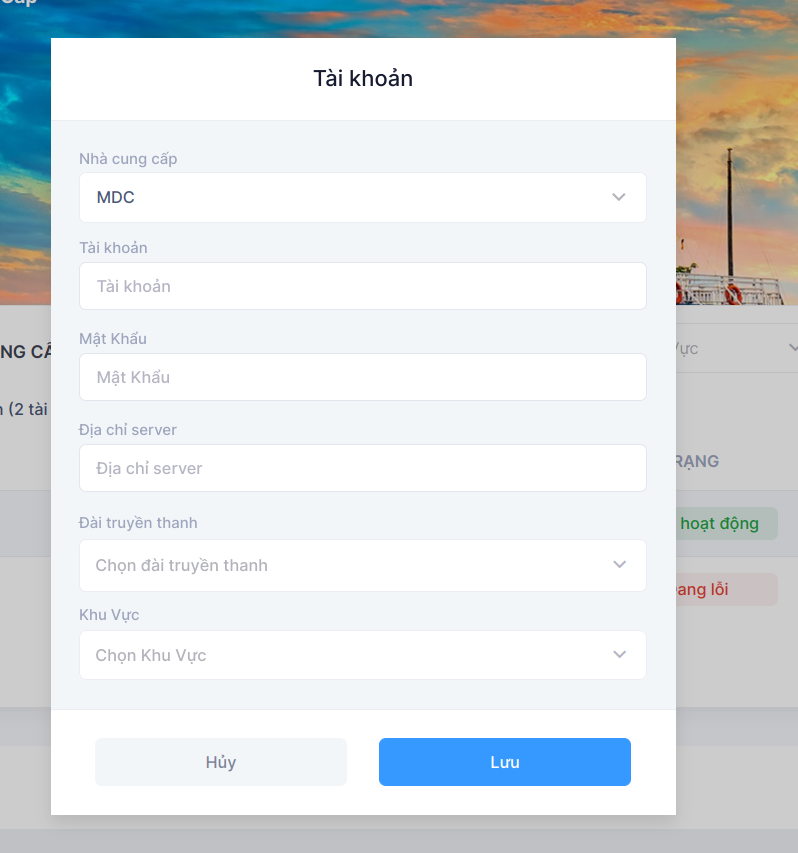 Cấp
Tài khoản
Nhà cung cấp
MDC
Tài khoản
Tài khoản
Mật Khẩu
Mật Khẩu
Địa chỉ server
Địa chỉ server
Đài truyền thanh
Chọn đài truyền thanh
Khu Vực
Chọn Khu Vực
Hủy
Lưu
NG CẤ
(2 tài
Vực
RẠNG
hoạt động
Đang lỗi